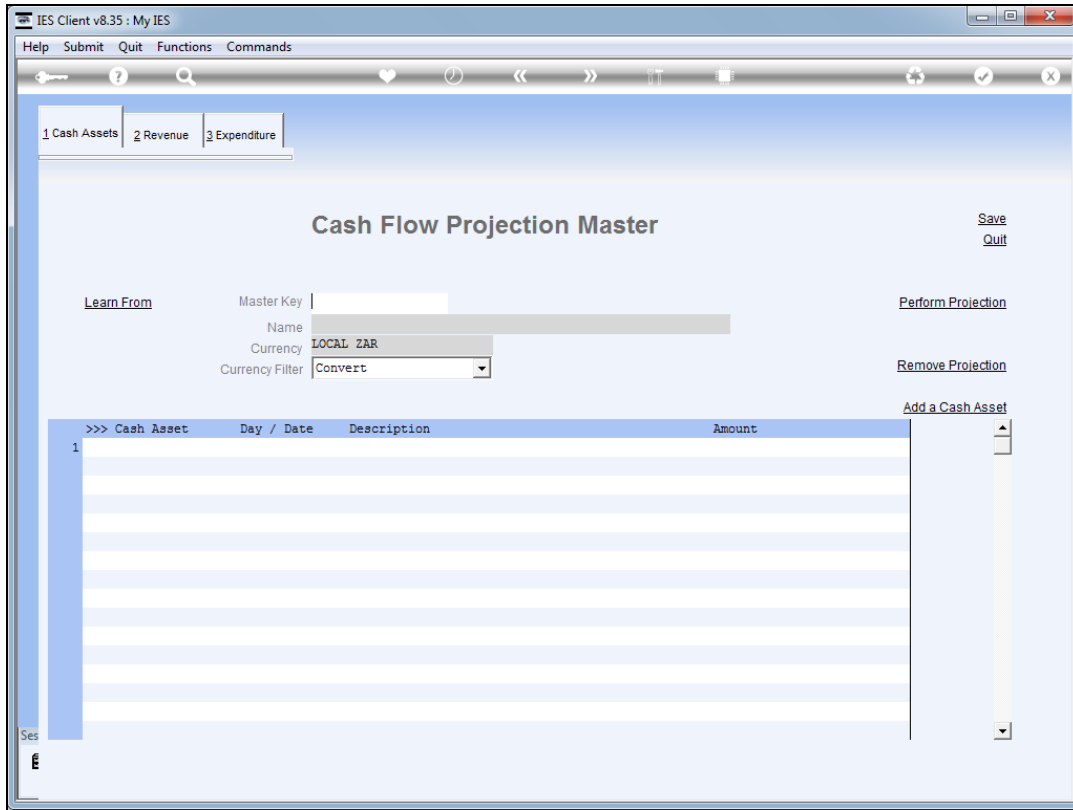 IES Client v8.35 : My IES
Help Submit Quit Functions Commands
1 Cash Assets 2 Revenue 3 Expenditure
Cash Flow Projection Master
Save
Quit
Learn From
Master Key
Perform Projection
Name
Currency LOCAL ZAR
Currency Filter Convert
Remove Projection
Add a Cash Asset
>>> Cash Asset Day / Date Description Amount
1
Ses